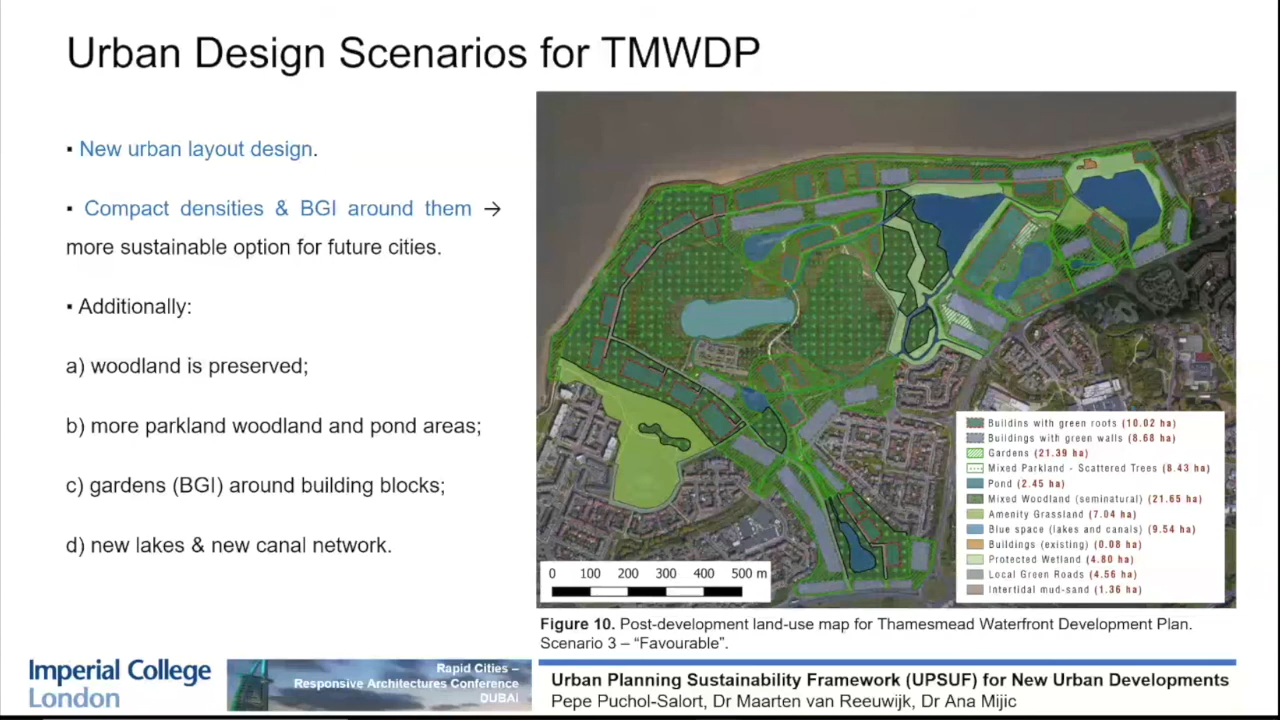 Urban Design Scenarios for TMWDP
▪ New urban layout design.
▪ Compact densities & BGI around them →
more sustainable option for future cities.
▪ Additionally:
a) woodland is preserved;
b) more parkland woodland and pond areas;
c) gardens (BGI) around building blocks;
d) new lakes & new canal network.
Buildins with green roots (10.02 ha)
Buildings with green walls (8.68 ha)
Gardens (21.39 ha)
Mixed Parkland - Scattered Trees (8.43 ha)
Pond (2.45 ha)
Mixed Woodland (seminatural) (21.65 ha)
Amenity Grassland (7.04 ha)
Blue space (lakes and canals) (9.54 ha)
Buildings (existing) (0.08 ha)
Protected Wetland (4.80 ha)
Local Green Roads (4.56 ha)
Intertidal mud-sand (1.36 ha)
0 100 200 300 400 500 m
Figure 10. Post-development land-use map for Thamesmead Waterfront Development Plan.
Scenario 3 – “Favourable”.
Imperial College
London
Rapid Cities –
Responsive Architectures Conference
DUBAI
Urban Planning Sustainability Framework (UPSUF) for New Urban Developments
Pepe Puchol-Salort, Dr Maarten van Reeuwijk, Dr Ana Mijic